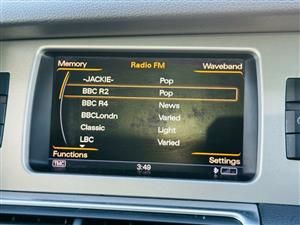 Memory Radio FM Waveband
-JACKIE- Pop
BBC R2 Pop
BBC R4 News
BBCLondn Varied
Classic Light
LBC Varied
Functions Settings
TMC 3:49